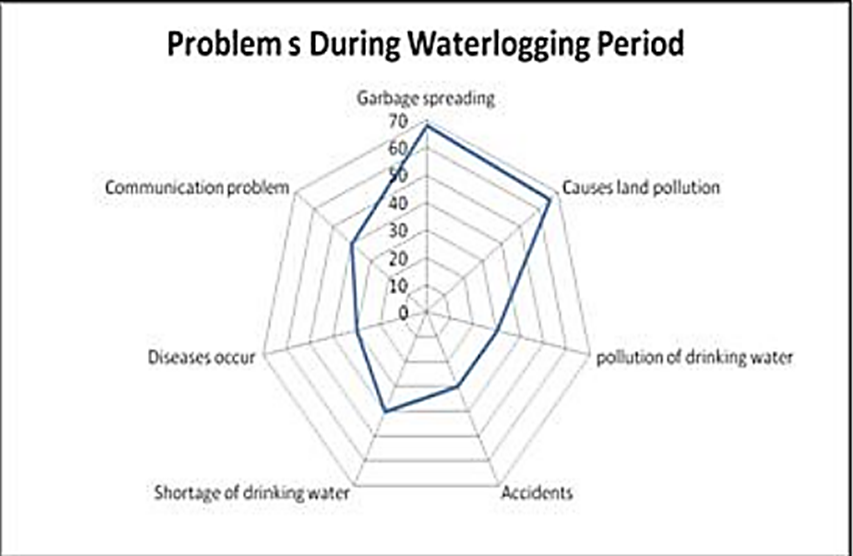 Problem s During Waterlogging Period
Garbage spreading
70
60
50
40
30
20
10
0
Communication problem
Causes land pollution
Diseases occur
pollution of drinking water
Shortage of drinking water
Accidents